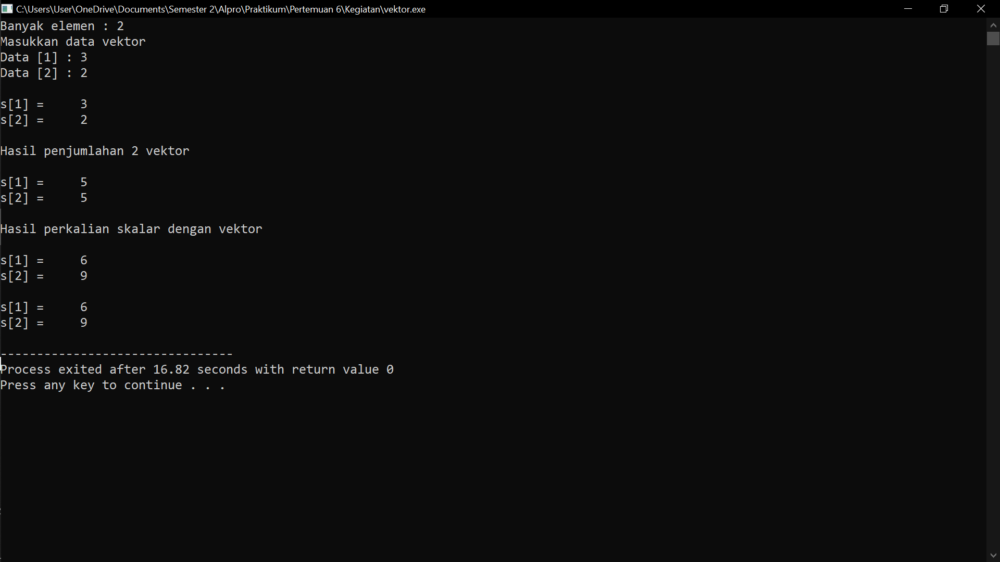 C:\Users\User\OneDrive\Documents\Semester 2\Alpro\Praktikum\Pertemuan 6\Kegiatan\vektor.exe
Banyak elemen : 2
Masukkan data vektor
Data [1] : 3
Data [2] : 2
s[1] =     3
s[2] =     2
Hasil penjumlahan 2 vektor
s[1] =     5
s[2] =     5
Hasil perkalian skalar dengan vektor
s[1] =     6
s[2] =     9
s[1] =     6
s[2] =     9
--------------------------------
Process exited after 16.82 seconds with return value 0
Press any key to continue . . .